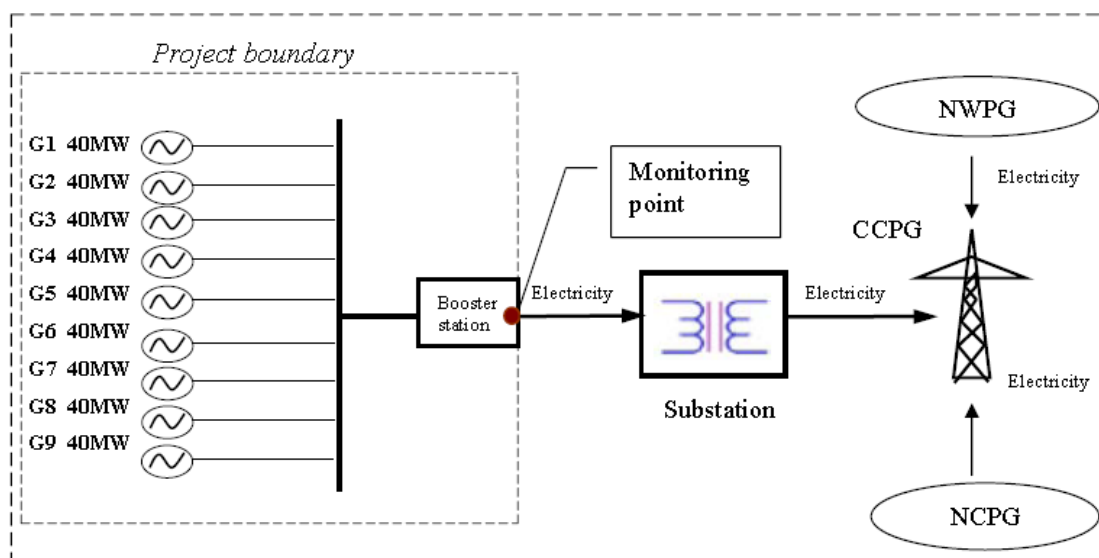 Project boundary
G1 40MW
G2 40MW
G3 40MW
G4 40MW
G5 40MW
G6 40MW
G7 40MW
G8 40MW
G9 40MW
Booster
station
Monitoring
point
Electricity
Substation
Electricity
NWPG
Electricity
CCPG
Electricity
NCPG